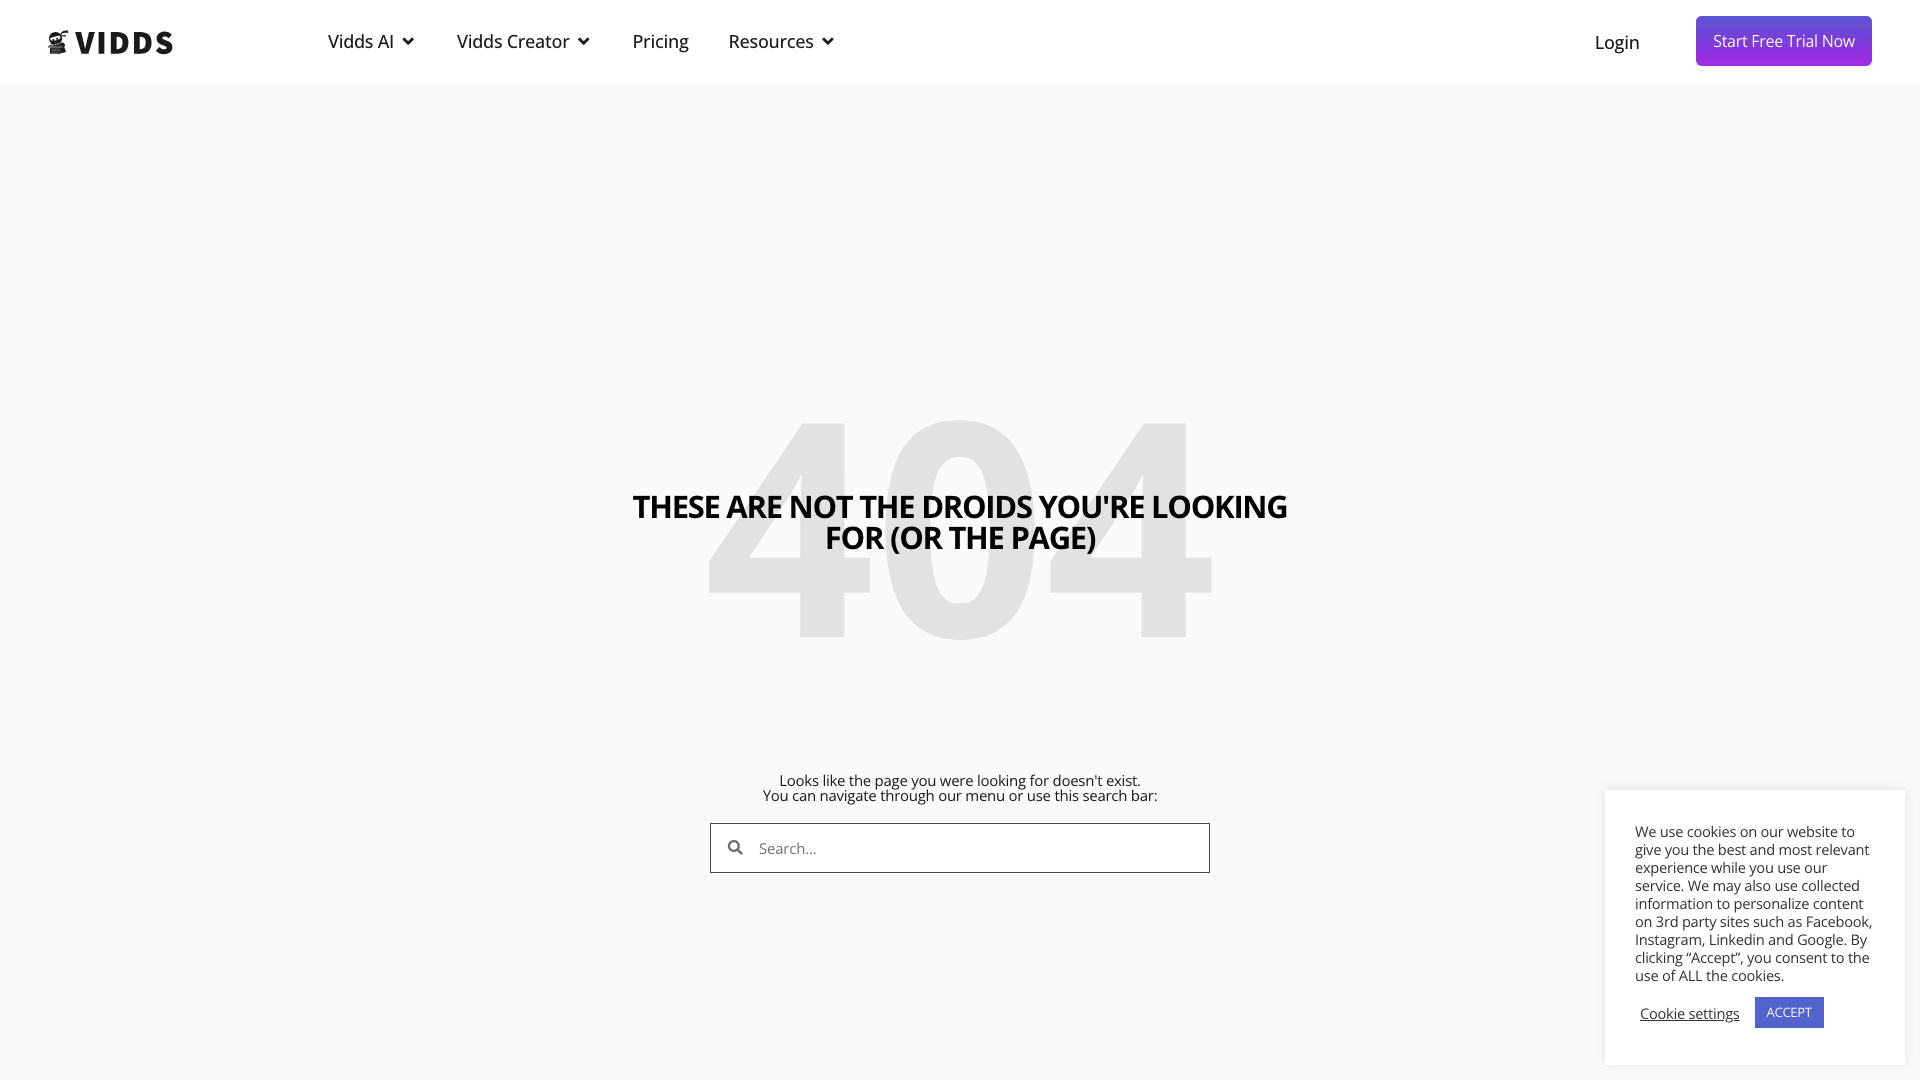 VIDDS
Vidds AI
Vidds Creator
Pricing
Resources
Login
Start Free Trial Now
404
THESE ARE NOT THE DROIDS YOU'RE LOOKING
FOR (OR THE PAGE)
Looks like the page you were looking for doesn't exist.
You can navigate through our menu or use this search bar:
Search...
We use cookies on our website to
give you the best and most relevant
experience while you use our
service. We may also use collected
information to personalize content
on 3rd party sites such as Facebook,
Instagram, Linkedin and Google. By
clicking “Accept”, you consent to the
use of ALL the cookies.
Cookie settings
ACCEPT